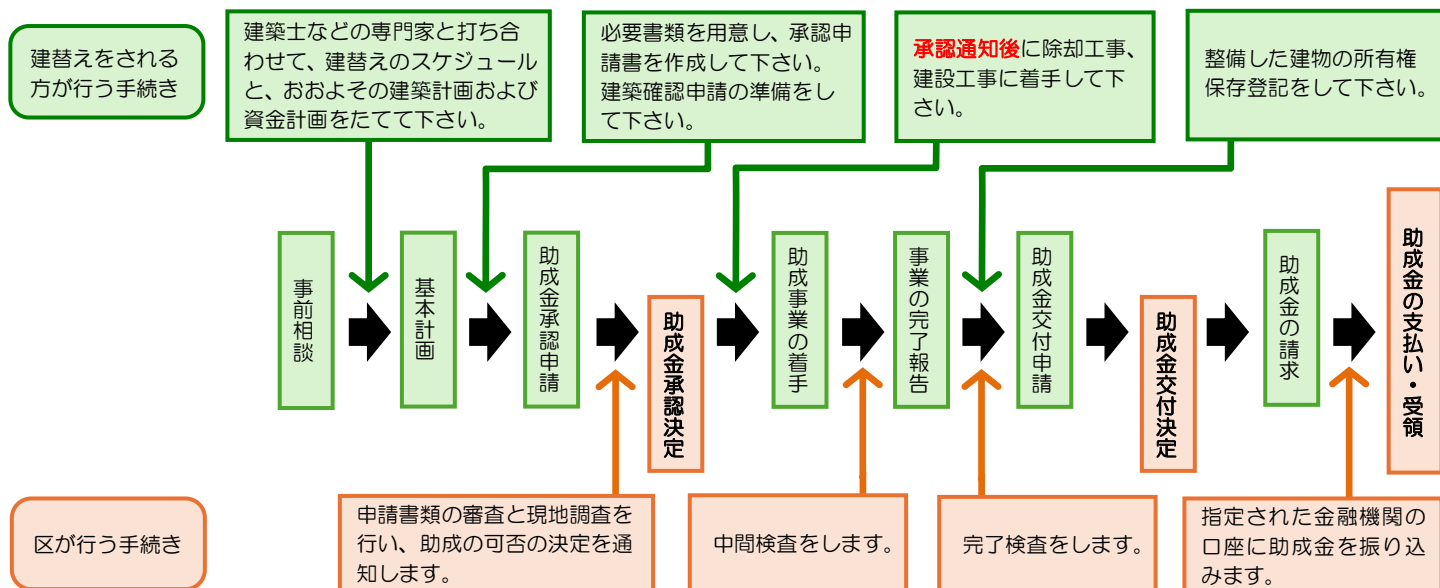 建替えをされる
方が行う手続き
建築士などの専門家と打ち合
わせて、建替えのスケジュール
と、おおよその建築計画および
資金計画をたてて下さい。
必要書類を用意し、承認申
請書を作成して下さい。
建築確認申請の準備をし
て下さい。
承認通知後に除却工事、
建設工事に着手して下
さい。
整備した建物の所有権
保存登記をして下さい。
事前相談
基本計画
助成金承認申請
助成金承認決定
助成事業の着手
事業の完了報告
助成金交付申請
助成金交付決定
助成金の請求
助成金の支払い・受領
区が行う手続き
申請書類の審査と現地調査を
行い、助成の可否の決定を通
知します。
中間検査をします。
完了検査をします。
指定された金融機関の
口座に助成金を振り込
みます。